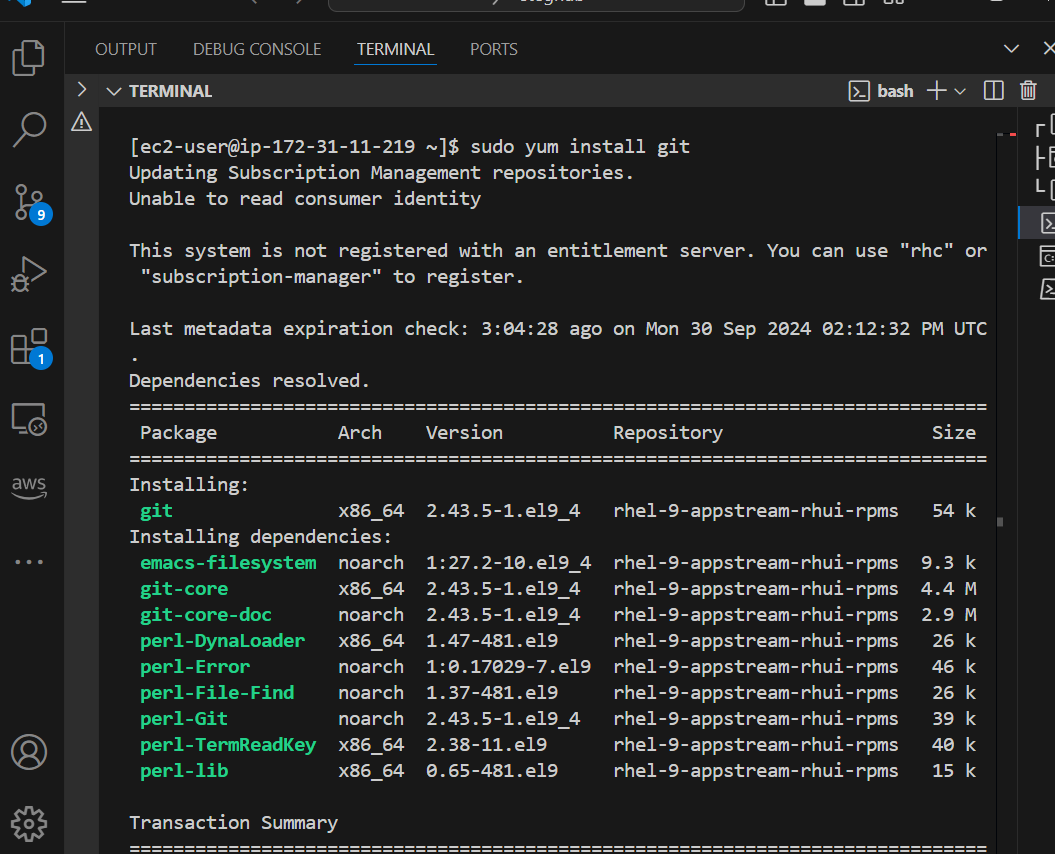 OUTPUT DEBUG CONSOLE TERMINAL PORTS
TERMINAL
bash
[ec2-user@ip-172-31-11-219 ~]$ sudo yum install git
Updating Subscription Management repositories.
Unable to read consumer identity
This system is not registered with an entitlement server. You can use "rhc" or
"subscription-manager" to register.
Last metadata expiration check: 3:04:28 ago on Mon 30 Sep 2024 02:12:32 PM UTC
.
Dependencies resolved.
==============================================================================
Package Arch Version Repository Size
==============================================================================
Installing:
git x86_64 2.43.5-1.el9_4 rhel-9-appstream-rhui-rpms 54 k
Installing dependencies:
emacs-filesystem noarch 1:27.2-10.el9_4 rhel-9-appstream-rhui-rpms 9.3 k
git-core x86_64 2.43.5-1.el9_4 rhel-9-appstream-rhui-rpms 4.4 M
git-core-doc noarch 2.43.5-1.el9_4 rhel-9-appstream-rhui-rpms 2.9 M
perl-DynaLoader x86_64 1.47-481.el9 rhel-9-appstream-rhui-rpms 26 k
perl-Error noarch 1:0.17029-7.el9 rhel-9-appstream-rhui-rpms 46 k
perl-File-Find noarch 1.37-481.el9 rhel-9-appstream-rhui-rpms 26 k
perl-Git noarch 2.43.5-1.el9_4 rhel-9-appstream-rhui-rpms 39 k
perl-TermReadKey x86_64 2.38-11.el9 rhel-9-appstream-rhui-rpms 40 k
perl-lib x86_64 0.65-481.el9 rhel-9-appstream-rhui-rpms 15 k
Transaction Summary
==============================================================================
9
1
aws